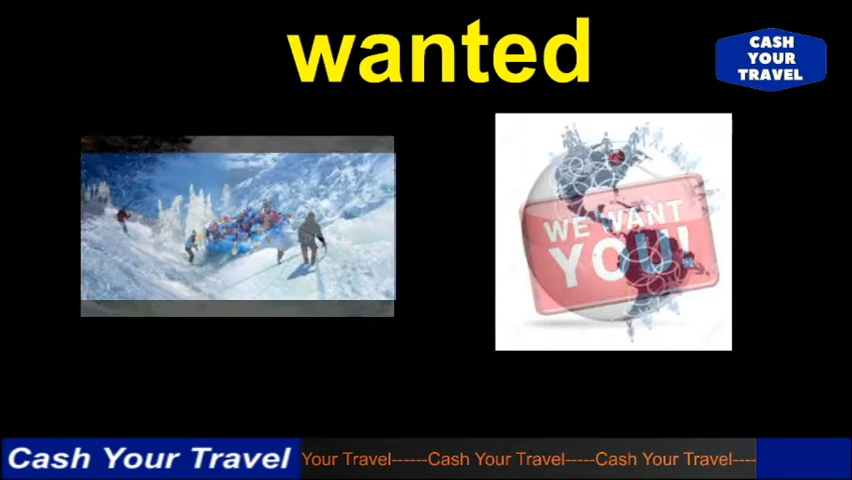 wanted
CASH
YOUR
TRAVEL
WE WANT
YOU!
Cash Your Travel
Your Travel------Cash Your Travel-----Cash Your Travel----